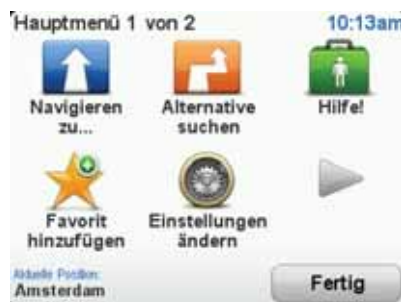 Hauptmenü 1 von 2 10:13am
Navigieren zu...
Alternative suchen
Hilfe!
Favorit hinzufügen
Einstellungen ändern
Aktuelle Position:
Amsterdam
Fertig